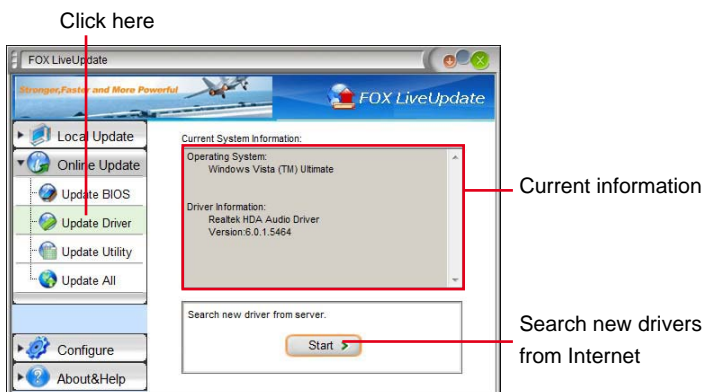 Click here
FOX LiveUpdate
Stronger,Faster and More Powerful
FOX LiveUpdate
Local Update
Online Update
Update BIOS
Update Driver
Update Utility
Update All
Configure
About&Help
Current System Information:
Operating System:
Windows Vista (TM) Ultimate
Driver Information:
Realtek HDA Audio Driver
Version:6.0.1.5464
Search new driver from server.
Start
Current information
Search new drivers
from Internet